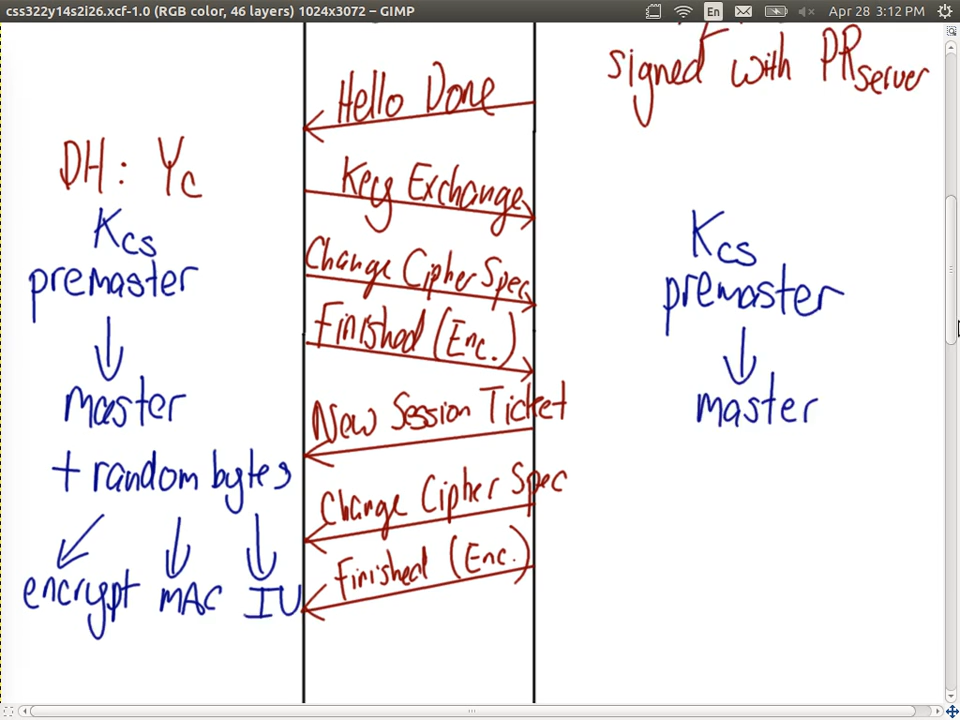 css322y14s2i26.xcf-1.0 (RGB color, 46 layers) 1024x3072 – GIMP
En
Apr 28 3:12 PM
signed with PRserver
Hello Done
DH: Yc
Key Exchange
Kcs
premaster
Kcs
premaster
Change Cipher Spec
Finished (Enc.)
master
master
New Session Ticket
+ random bytes
Change Cipher Spec
Finished (Enc.)
encrypt MAC IV